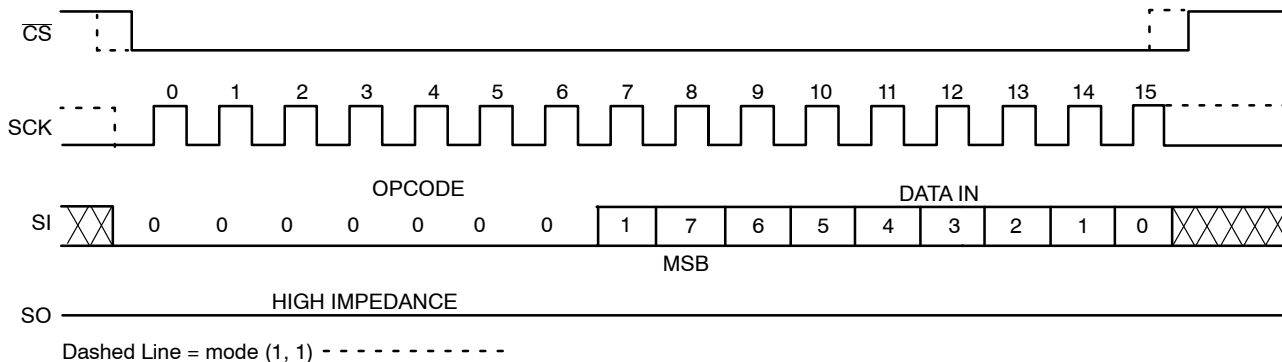 CS
0 1 2 3 4 5 6 7 8 9 10 11 12 13 14 15
SCK
OPCODE DATA IN
SI 0 0 0 0 0 0 0 1 7 6 5 4 3 2 1 0
MSB
HIGH IMPEDANCE
SO
Dashed Line = mode (1, 1)